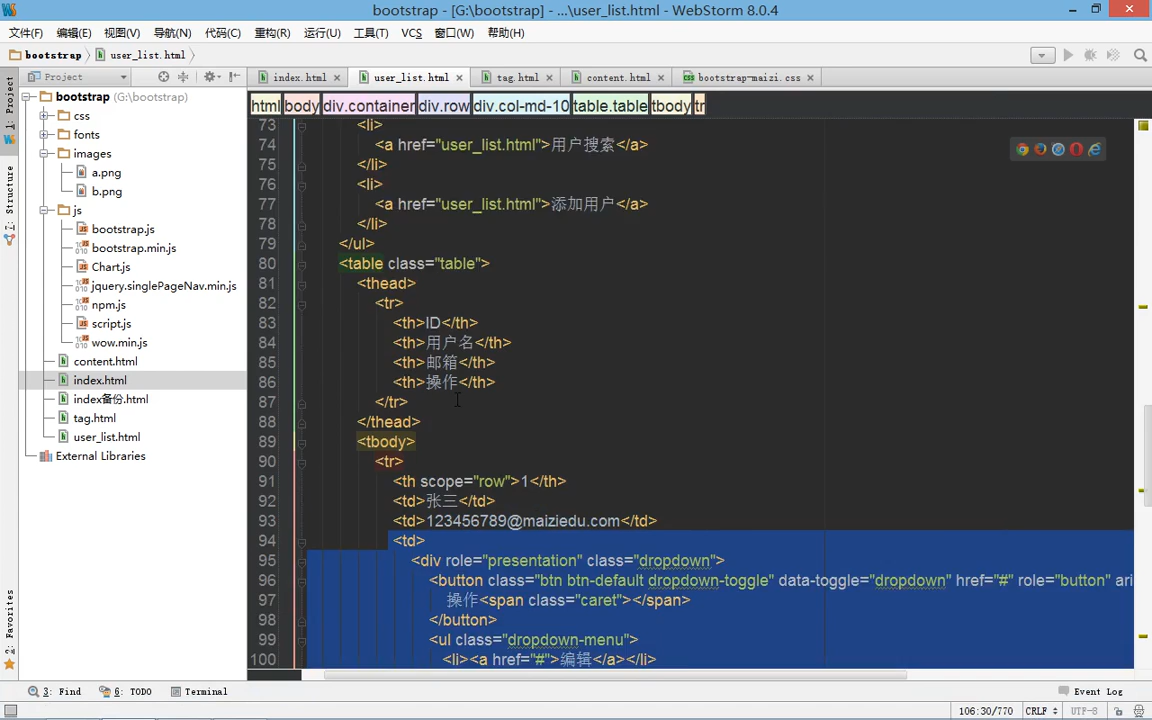 bootstrap - [G:\bootstrap] - ...\user_list.html - WebStorm 8.0.4
文件(F) 编辑(E) 视图(V) 导航(N) 代码(C) 重构(R) 运行(U) 工具(T) VCS 窗口(W) 帮助(H)
bootstrap user_list.html
Project
index.html user_list.html tag.html content.html bootstrap-maizi.css
html body div.container div.row div.col-md-10 table.table tbody tr
1: Project
7: Structure
2: Favorites
bootstrap (G:\bootstrap)
css
fonts
images
a.png
b.png
js
bootstrap.js
bootstrap.min.js
Chart.js
jquery.singlePageNav.min.js
npm.js
script.js
wow.min.js
content.html
index.html
index备份.html
tag.html
user_list.html
External Libraries
73 <li>
74 <a href="user_list.html">用户搜索</a>
75 </li>
76 <li>
77 <a href="user_list.html">添加用户</a>
78 </li>
79 </ul>
80 <table class="table">
81 <thead>
82 <tr>
83 <th>ID</th>
84 <th>用户名</th>
85 <th>邮箱</th>
86 <th>操作</th>
87 </tr>
88 </thead>
89 <tbody>
90 <tr>
91 <th scope="row">1</th>
92 <td>张三</td>
93 <td>123456789@maiziedu.com</td>
94 <td>
95 <div role="presentation" class="dropdown">
96 <button class="btn btn-default dropdown-toggle" data-toggle="dropdown" href="#" role="button" ari
97 操作<span class="caret"></span>
98 </button>
99 <ul class="dropdown-menu">
100 <li><a href="#">编辑</a></li>
3: Find 6: TODO Terminal Event Log
106:30/770 CRLF UTF-8